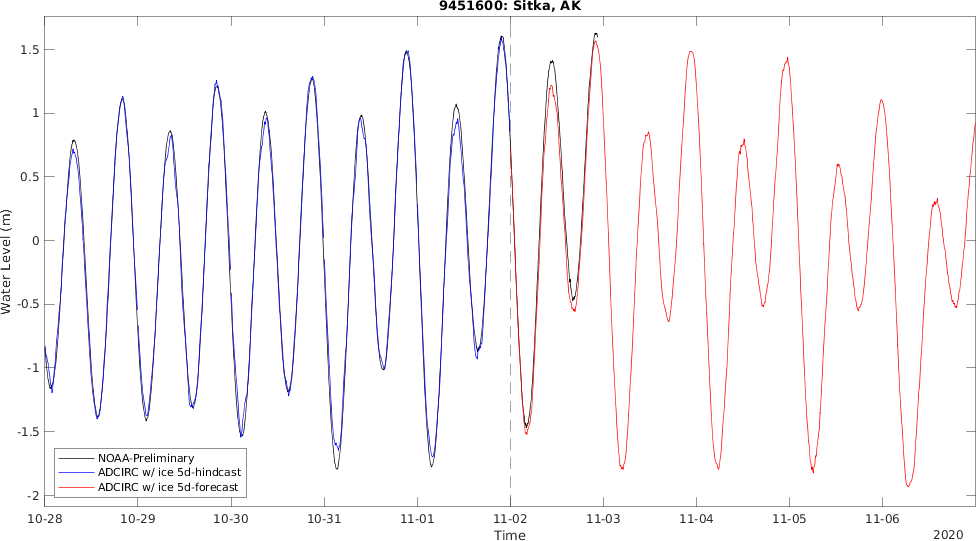 9451600: Sitka, AK
Water Level (m)
1.5
1
0.5
0
-0.5
-1
-1.5
-2
NOAA-Preliminary
ADCIRC w/ ice 5d-hindcast
ADCIRC w/ ice 5d-forecast
10-28 10-29 10-30 10-31 11-01 11-02 11-03 11-04 11-05 11-06
Time
2020